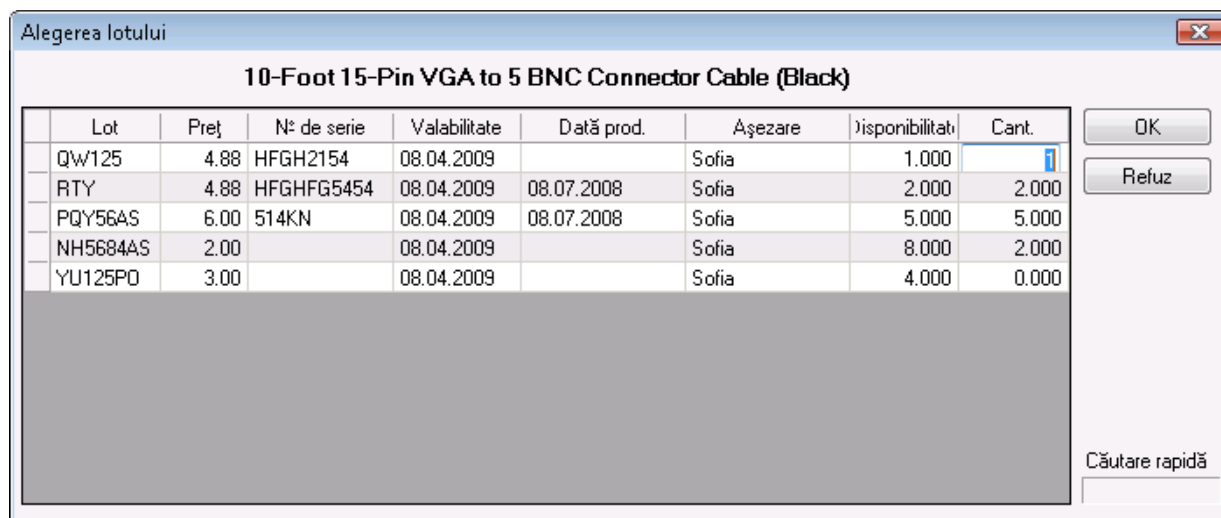 Alegerea lotului
10-Foot 15-Pin VGA to 5 BNC Connector Cable (Black)
Lot Preţ № de serie Valabilitate Dată prod. Aşezare Disponibilitate Cant.
QW125 4.88 HFGH2154 08.04.2009 Sofia 1.000 1
RTY 4.88 HFGHFG5454 08.04.2009 08.07.2008 Sofia 2.000 2.000
PQY56AS 6.00 514KN 08.04.2009 08.07.2008 Sofia 5.000 5.000
NH5684AS 2.00 08.04.2009 Sofia 8.000 2.000
YU125PO 3.00 08.04.2009 Sofia 4.000 0.000
OK
Refuz
Căutare rapidă